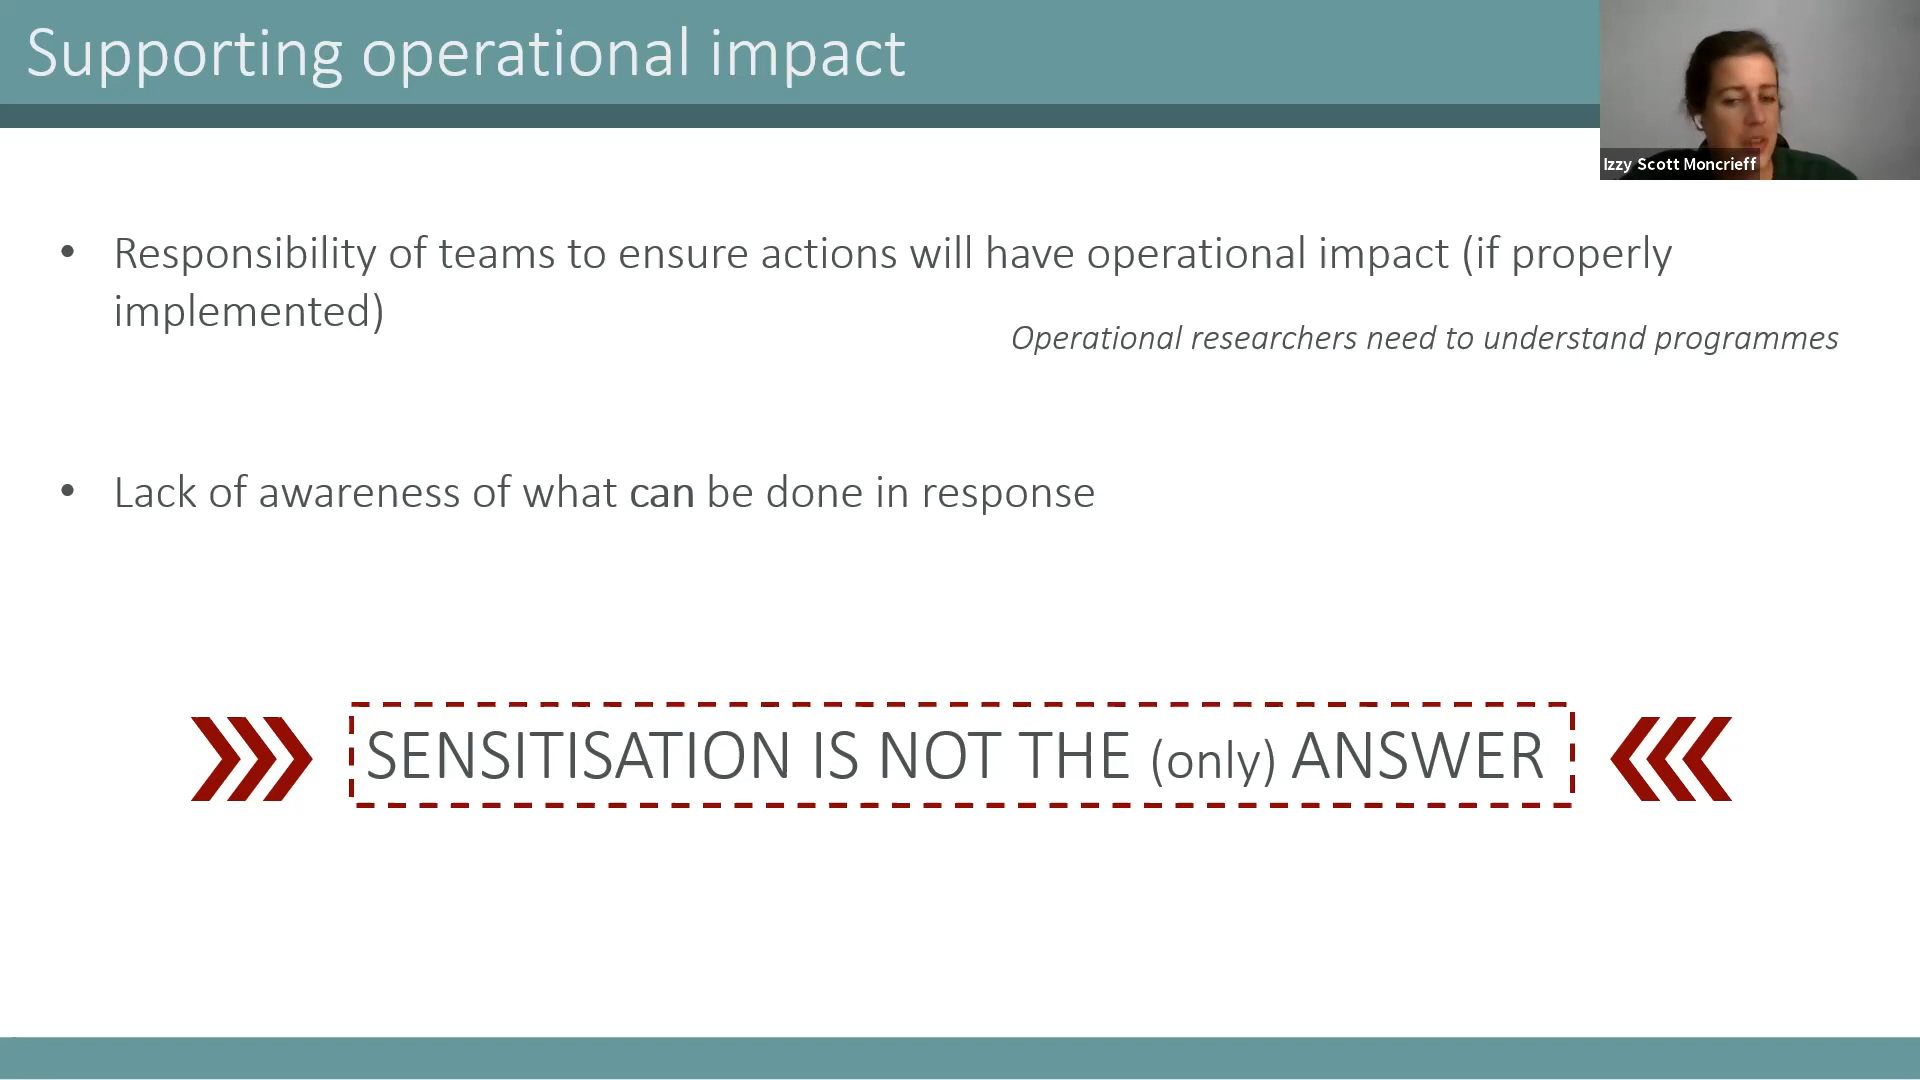 Supporting operational impact
Izzy Scott Moncrieff
• Responsibility of teams to ensure actions will have operational impact (if properly
implemented)
Operational researchers need to understand programmes
• Lack of awareness of what can be done in response
SENSITISATION IS NOT THE (only) ANSWER